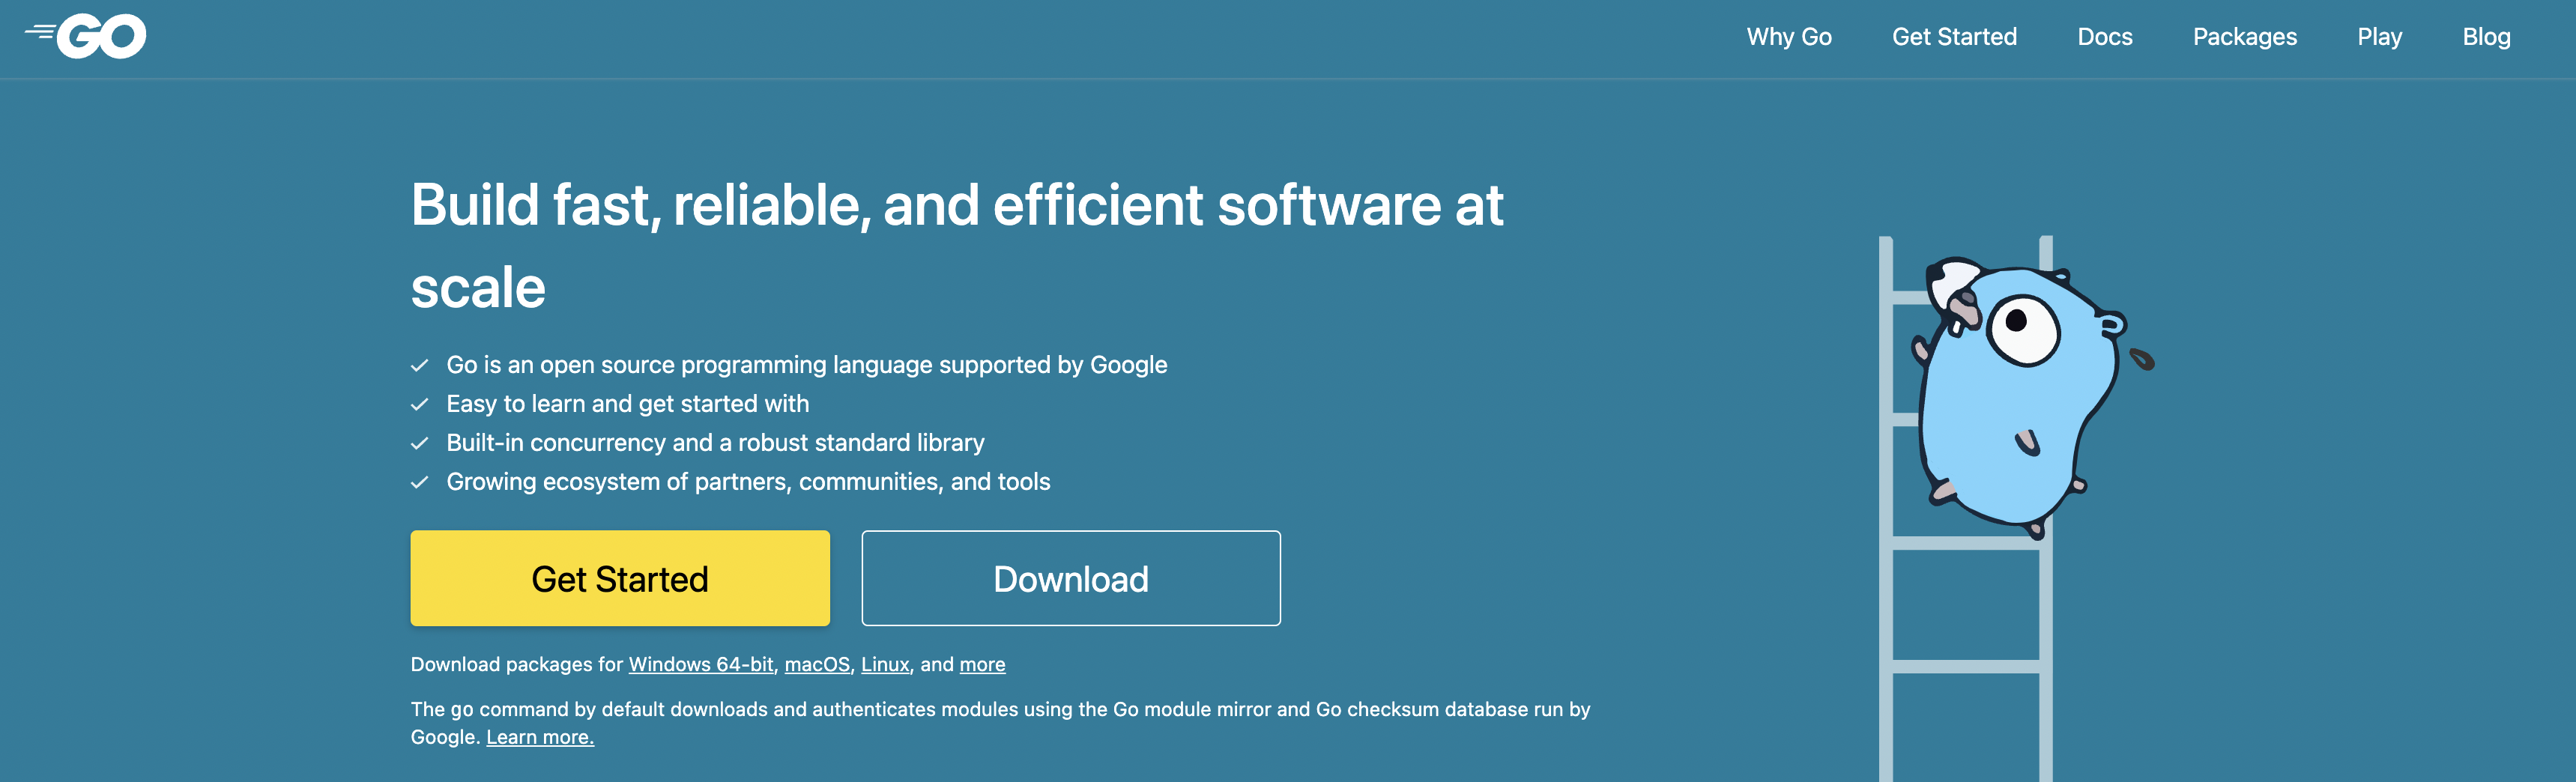 GO
Why Go
Get Started
Docs
Packages
Play
Blog
Build fast, reliable, and efficient software at
scale
Go is an open source programming language supported by Google
Easy to learn and get started with
Built-in concurrency and a robust standard library
Growing ecosystem of partners, communities, and tools
Get Started
Download
Download packages for Windows 64-bit, macOS, Linux, and more
The go command by default downloads and authenticates modules using the Go module mirror and Go checksum database run by
Google. Learn more.